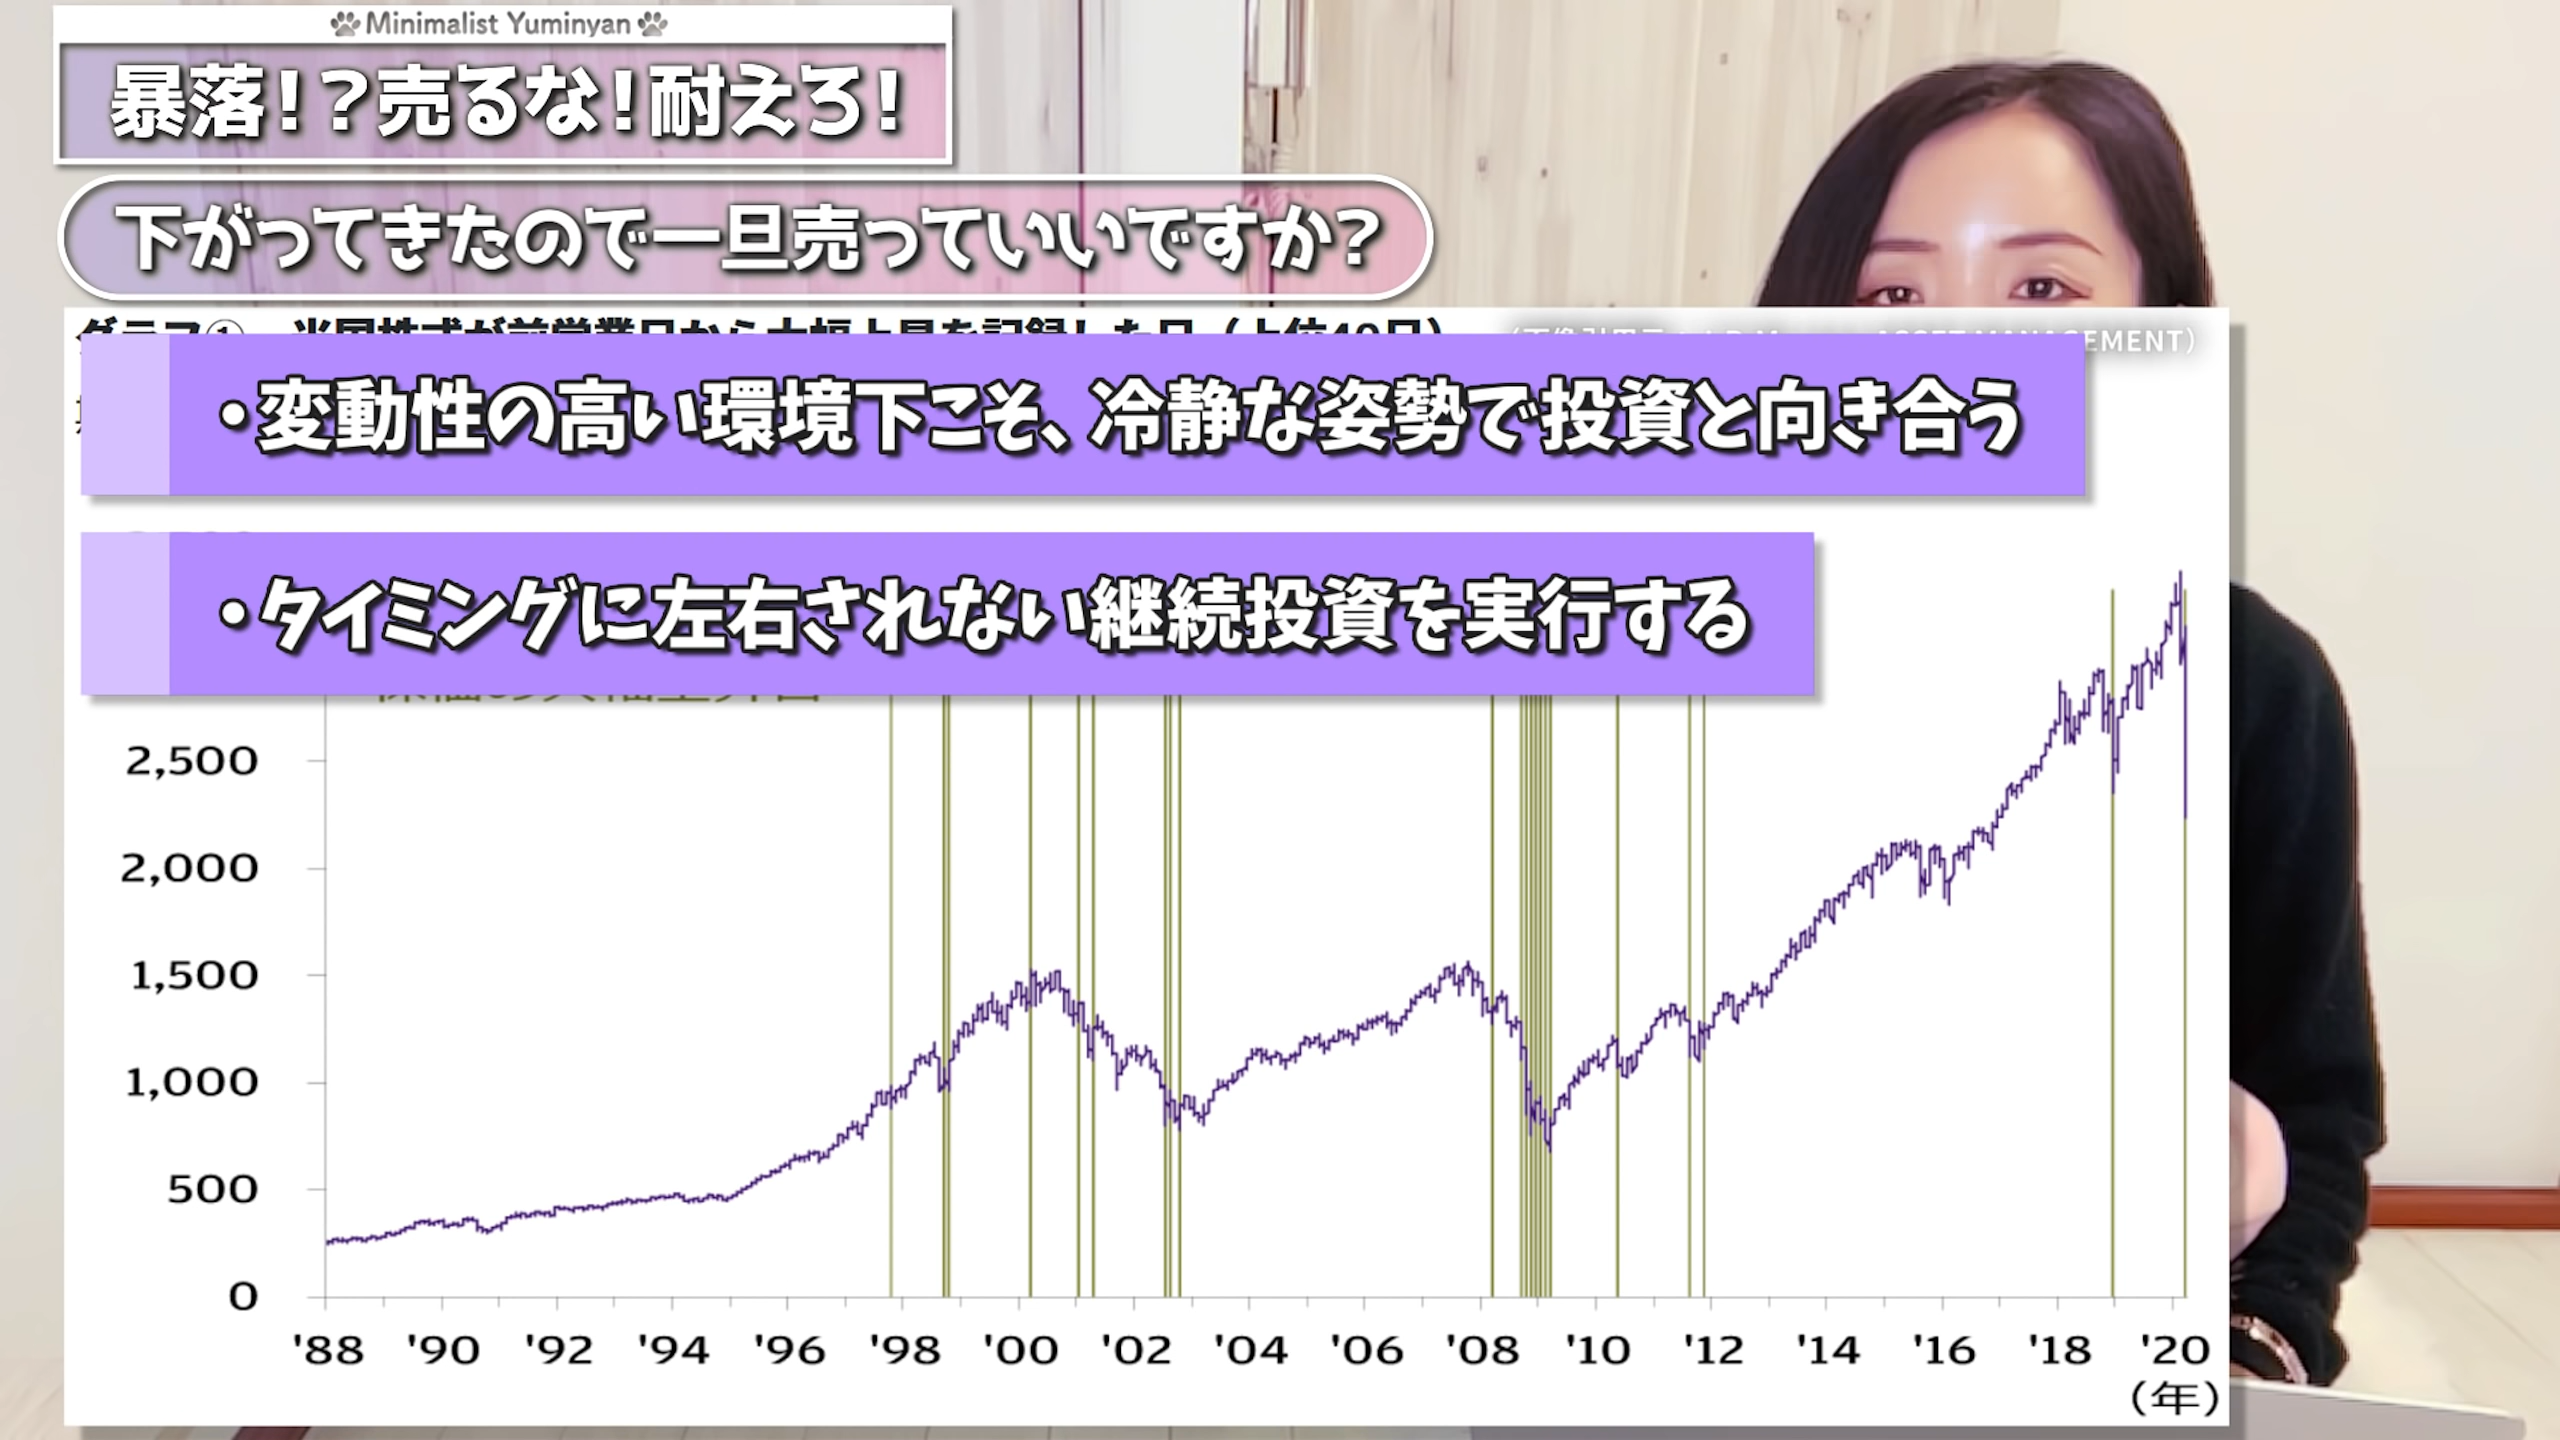 Minimalist Yuminyan
暴落！？売るな！耐えろ！
下がってきたので一旦売っていいですか？
EMENT）
・変動性の高い環境下こそ、冷静な姿勢で投資と向き合う
・タイミングに左右されない継続投資を実行する
2,500
2,000
1,500
1,000
500
0
'88 '90 '92 '94 '96 '98 '00 '02 '04 '06 '08 '10 '12 '14 '16 '18 '20
（年）